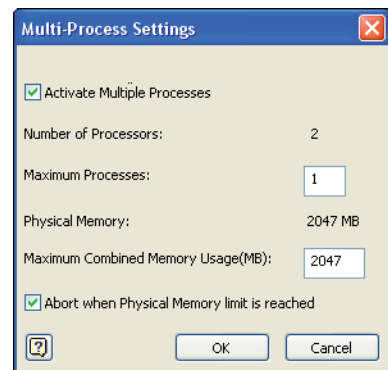 Multi-Process Settings
Activate Multiple Processes
Number of Processors: 2
Maximum Processes: 1
Physical Memory: 2047 MB
Maximum Combined Memory Usage(MB): 2047
Abort when Physical Memory limit is reached
? OK Cancel